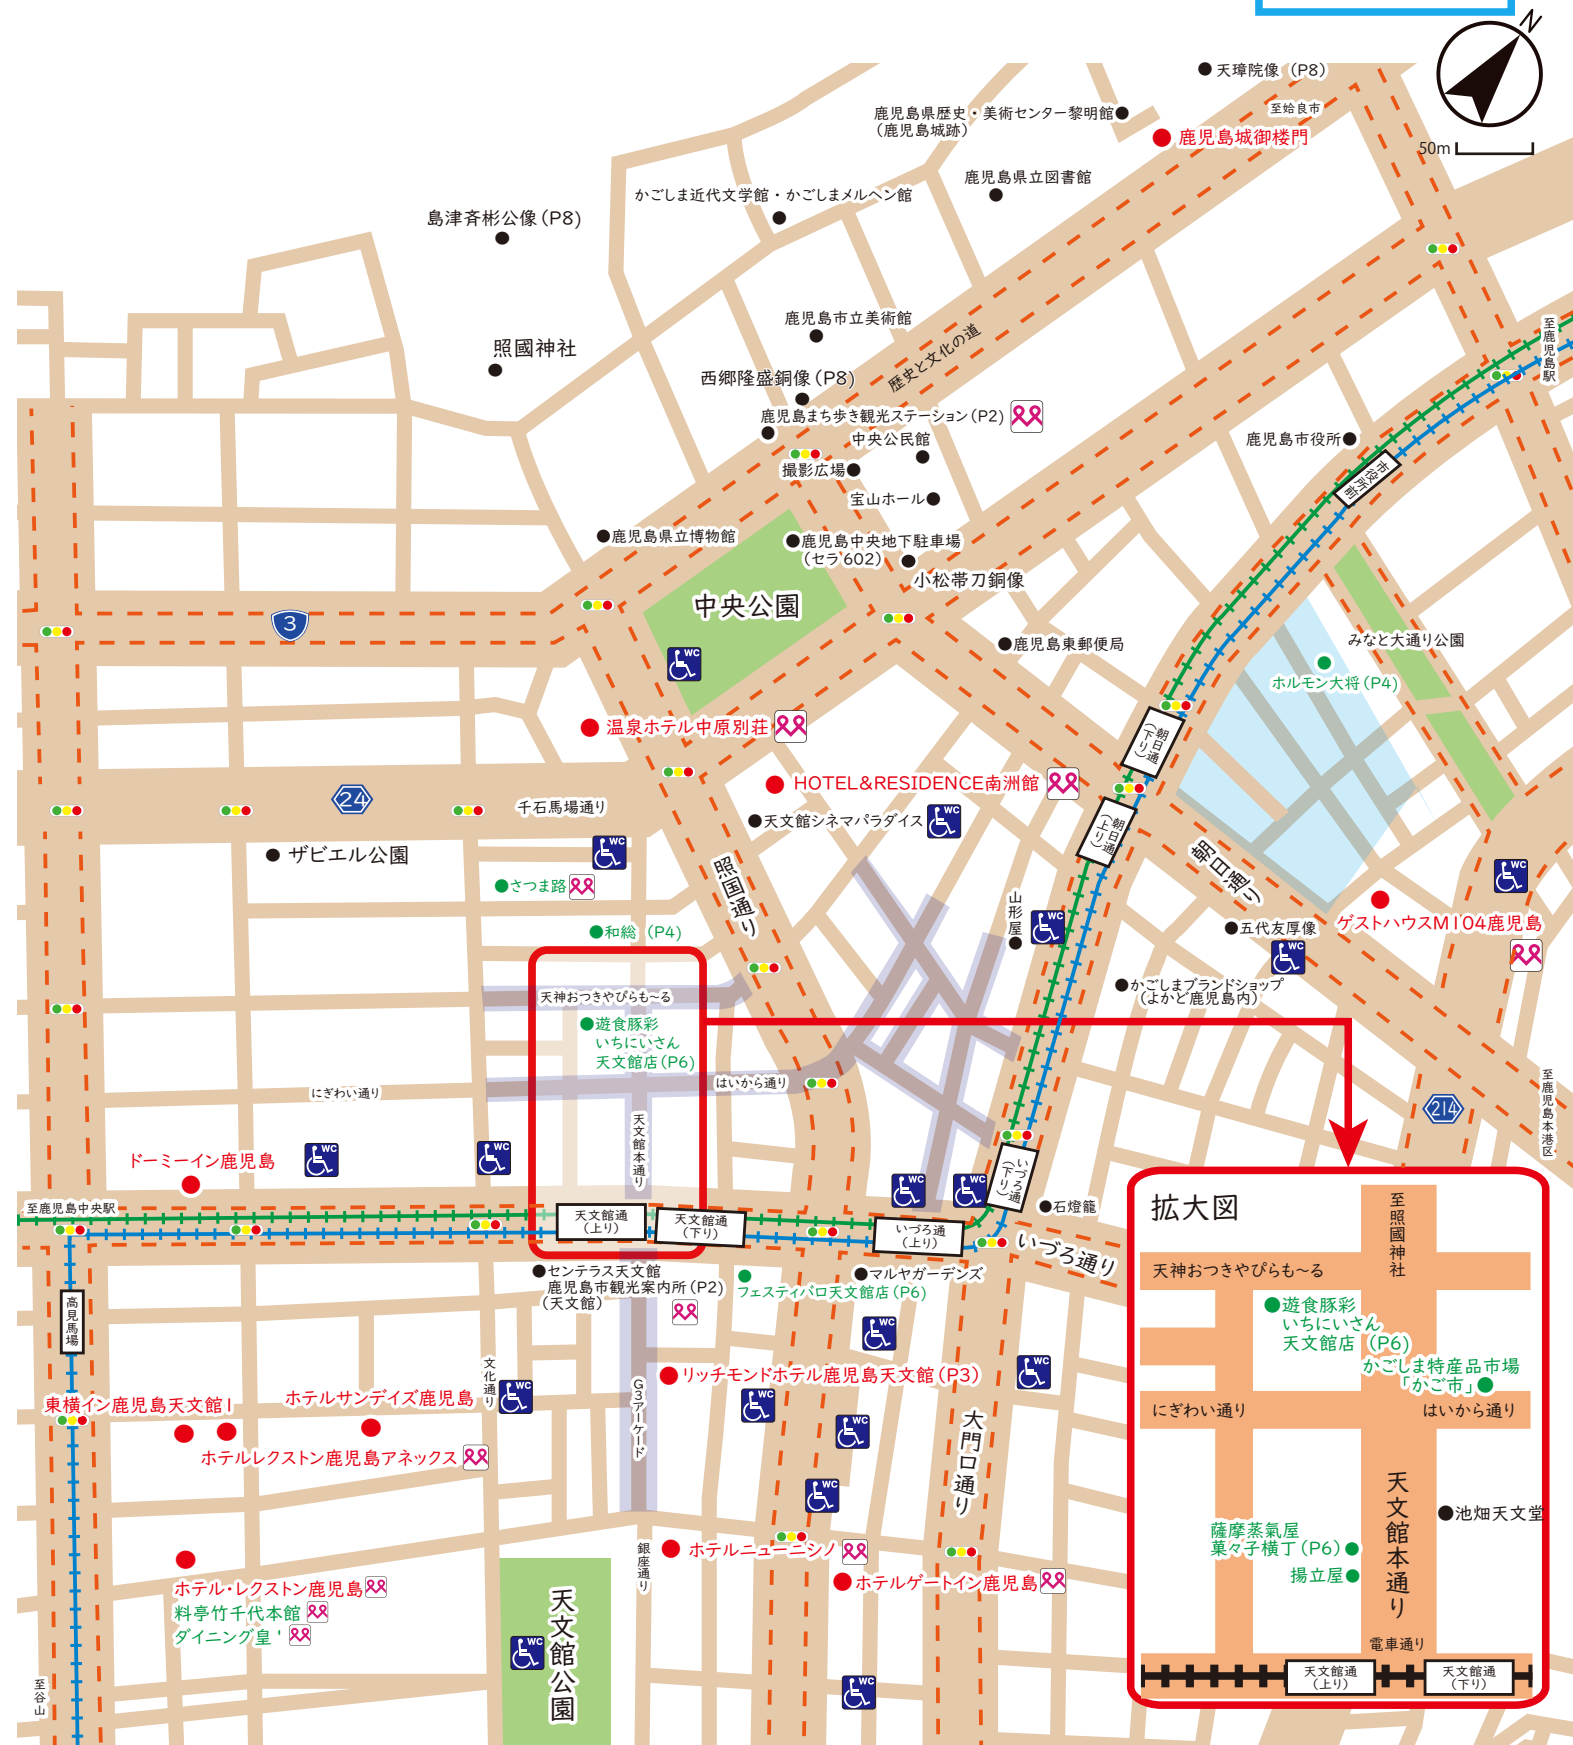 N
50m
天璋院像（P8）
至姶良市
鹿児島県歴史・美術センター黎明館
（鹿児島城跡）
鹿児島城御楼門
鹿児島県立図書館
かごしま近代文学館・かごしまメルヘン館
島津斉彬公像（P8）
鹿児島市立美術館
歴史と文化の道
至鹿児島駅
照國神社
西郷隆盛銅像（P8）
鹿児島まち歩き観光ステーション（P2）
中央公民館
撮影広場
鹿児島市役所
市役所前
宝山ホール
鹿児島県立博物館
鹿児島中央地下駐車場
（セラ602）
小松帯刀銅像
中央公園
3
鹿児島東郵便局
みなと大通り公園
ホルモン大将（P4）
WC
温泉ホテル中原別荘
朝日通
（下り）
HOTEL&RESIDENCE南洲館
24
千石馬場通り
天文館シネマパラダイス
WC
朝日通
（上り）
朝日通り
ザビエル公園
WC
さつま路
照国通り
WC
山形屋
WC
ゲストハウスM104鹿児島
五代友厚像
WC
和総（P4）
かごしまブランドショップ
（よかど鹿児島内）
天神おつきやぴらも～る
遊食豚彩
いちにいさん
天文館店（P6）
はいから通り
にぎわい通り
天文館本通り
至鹿児島本港区
214
WC
WC
ドーミーイン鹿児島
WC
WC
いづろ通
（下り）
石燈籠
至鹿児島中央駅
天文館通
（上り）
天文館通
（下り）
いづろ通
（上り）
いづろ通り
センテラス天文館
鹿児島市観光案内所（P2）
（天文館）
フェスティバロ天文館店（P6）
マルヤガーデンズ
高見馬場
WC
文化通り
WC
G3アーケード
リッチモンドホテル鹿児島天文館（P3）
WC
WC
WC
東横イン鹿児島天文館1
ホテルサンデイズ鹿児島
ホテルレクストン鹿児島アネックス
大門口通り
WC
銀座通り
ホテルニューニシノ
ホテルゲートイン鹿児島
ホテル・レクストン鹿児島
料亭竹千代本館
ダイニング皇'
天文館公園
WC
WC
至谷山
拡大図
至照國神社
天神おつきやぴらも～る
遊食豚彩
いちにいさん
天文館店（P6）
かごしま特産品市場
「かご市」
にぎわい通り
はいから通り
天文館本通り
池畑天文堂
薩摩蒸氣屋
菓々子横丁（P6）
揚立屋
電車通り
天文館通
（上り）
天文館通
（下り）